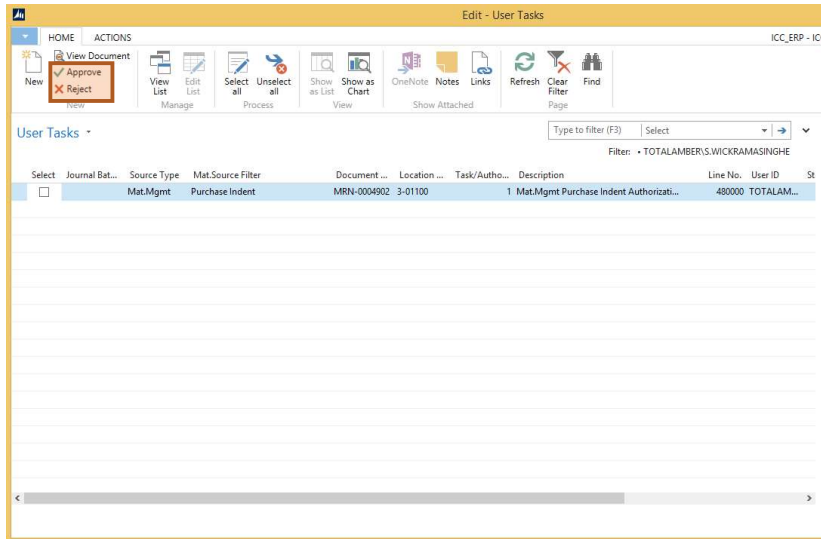 Edit - User Tasks
HOME ACTIONS ICC_ERP - IC
New
View Document
Approve
Reject
New
View List
Edit List
Manage
Select all
Unselect all
Process
Show as List
Show as Chart
View
OneNote
Notes
Links
Show Attached
Refresh
Clear Filter
Find
Page
User Tasks
Type to filter (F3) Select
Filter: • TOTALAMBER\S.WICKRAMASINGHE
Select Journal Bat... Source Type Mat.Source Filter Document ... Location ... Task/Autho... Description Line No. User ID St
Mat.Mgmt Purchase Indent MRN-0004902 3-01100 1 Mat.Mgmt Purchase Indent Authorizati... 480000 TOTALAM...